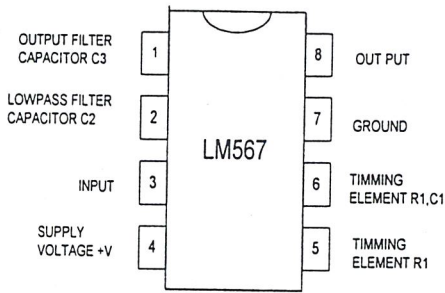 OUTPUT FILTER
CAPACITOR C3
1
LOWPASS FILTER
CAPACITOR C2
2
INPUT
3
SUPPLY
VOLTAGE +V
4
LM567
8
OUT PUT
7
GROUND
6
TIMMING
ELEMENT R1,C1
5
TIMMING
ELEMENT R1